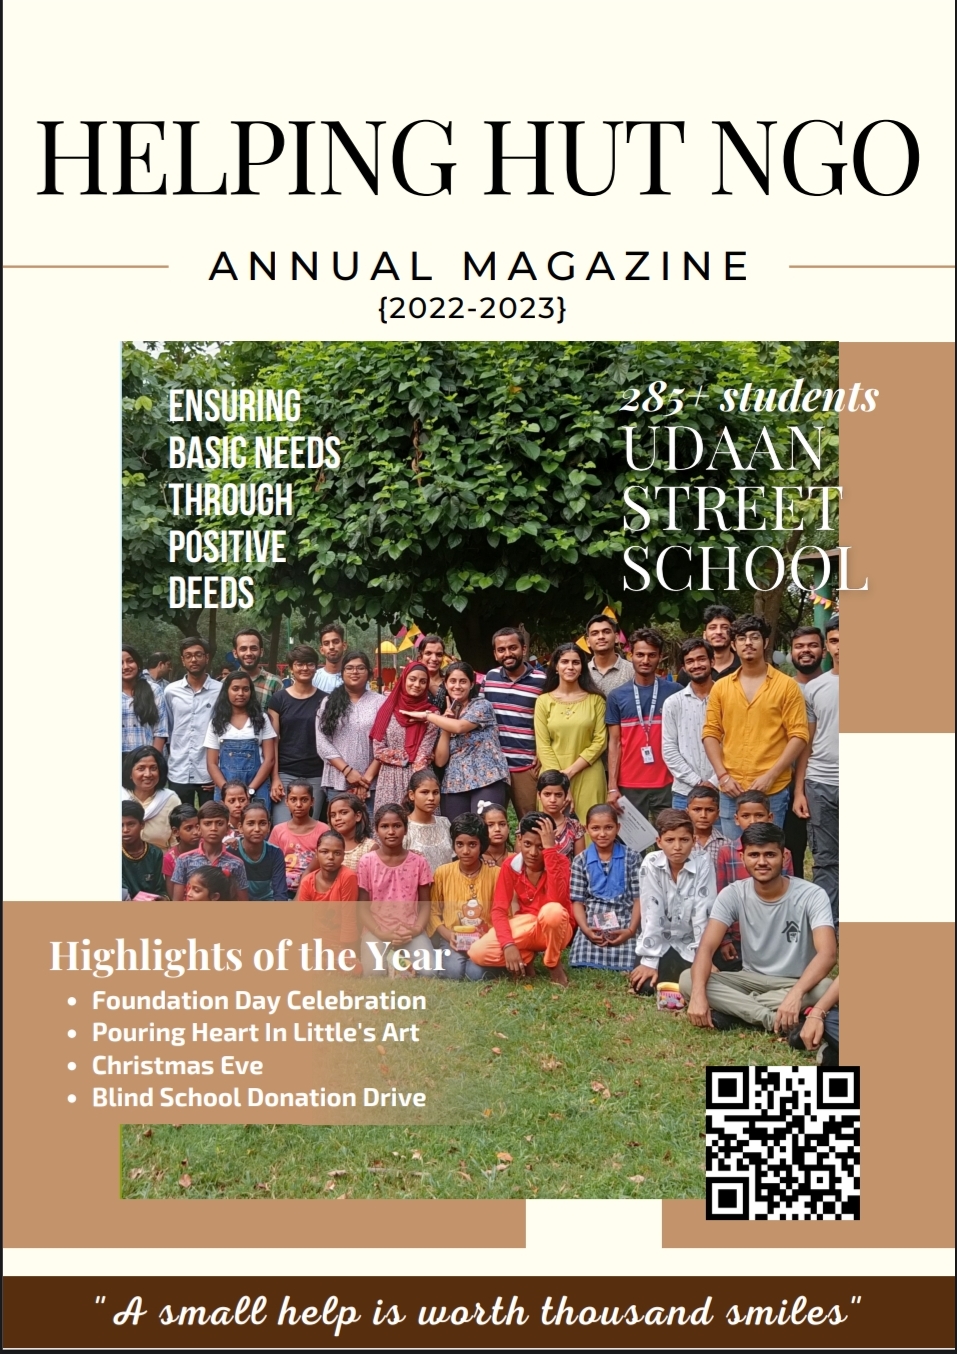 HELPING HUT NGO
ANNUAL MAGAZINE
{2022-2023}
ENSURING
BASIC NEEDS
THROUGH
POSITIVE
DEEDS
285+ students
UDAAN
STREET
SCHOOL
Highlights of the Year
• Foundation Day Celebration
• Pouring Heart In Little's Art
• Christmas Eve
• Blind School Donation Drive
"A small help is worth thousand smiles"